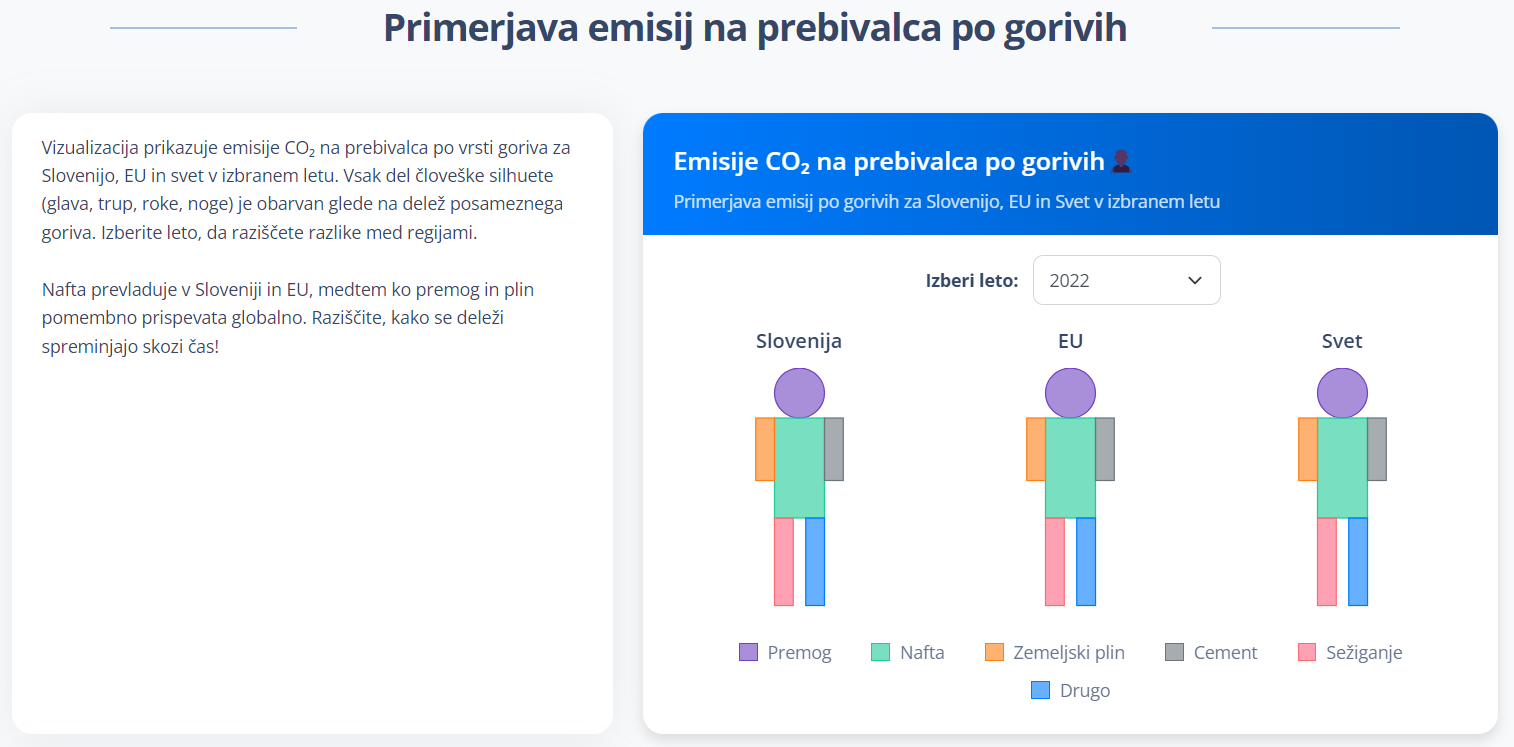 Primerjava emisij na prebivalca po gorivih
Vizualizacija prikazuje emisije CO₂ na prebivalca po vrsti goriva za
Slovenijo, EU in svet v izbranem letu. Vsak del človeške silhuete
(glava, trup, roke, noge) je obarvan glede na delež posameznega
goriva. Izberite leto, da raziščete razlike med regijami.
Nafta prevladuje v Sloveniji in EU, medtem ko premog in plin
pomembno prispevata globalno. Raziščite, kako se deleži
spreminjajo skozi čas!
Emisije CO₂ na prebivalca po gorivih
Primerjava emisij po gorivih za Slovenijo, EU in Svet v izbranem letu
Izberi leto: 2022
Slovenija EU Svet
Premog Nafta Zemeljski plin Cement Sežiganje
Drugo